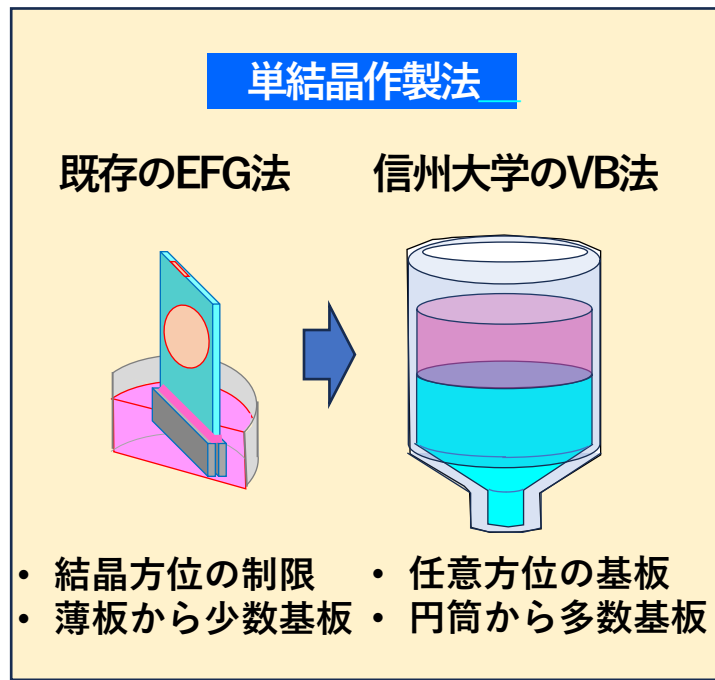 単結晶作製法
既存のEFG法
信州大学のVB法
• 結晶方位の制限
• 薄板から少数基板
• 任意方位の基板
• 円筒から多数基板